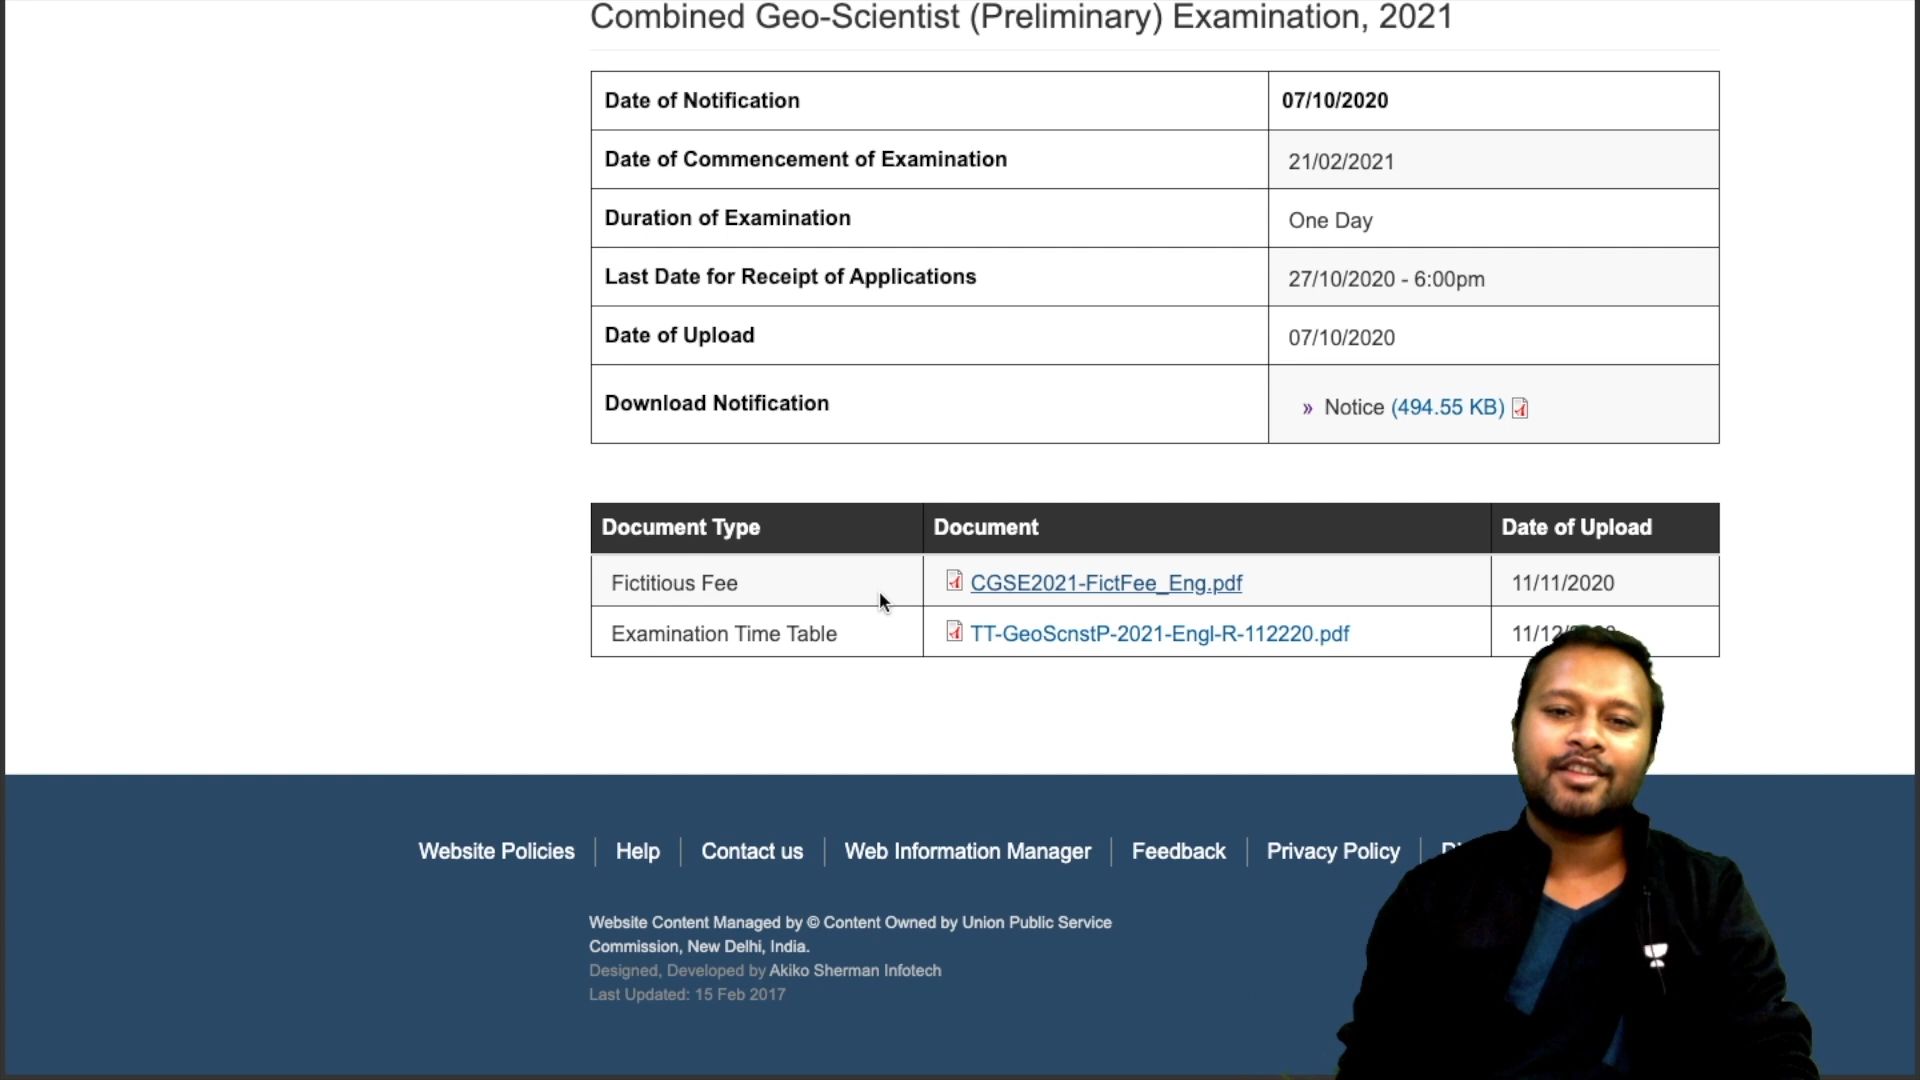 Combined Geo-Scientist (Preliminary) Examination, 2021
Date of Notification 07/10/2020
Date of Commencement of Examination 21/02/2021
Duration of Examination One Day
Last Date for Receipt of Applications 27/10/2020 - 6:00pm
Date of Upload 07/10/2020
Download Notification » Notice (494.55 KB)
Document Type Document Date of Upload
Fictitious Fee CGSE2021-FictFee_Eng.pdf 11/11/2020
Examination Time Table TT-GeoScnstP-2021-Engl-R-112220.pdf
Website Policies Help Contact us Web Information Manager Feedback Privacy Policy
Website Content Managed by © Content Owned by Union Public Service
Commission, New Delhi, India.
Designed, Developed by Akiko Sherman Infotech
Last Updated: 15 Feb 2017